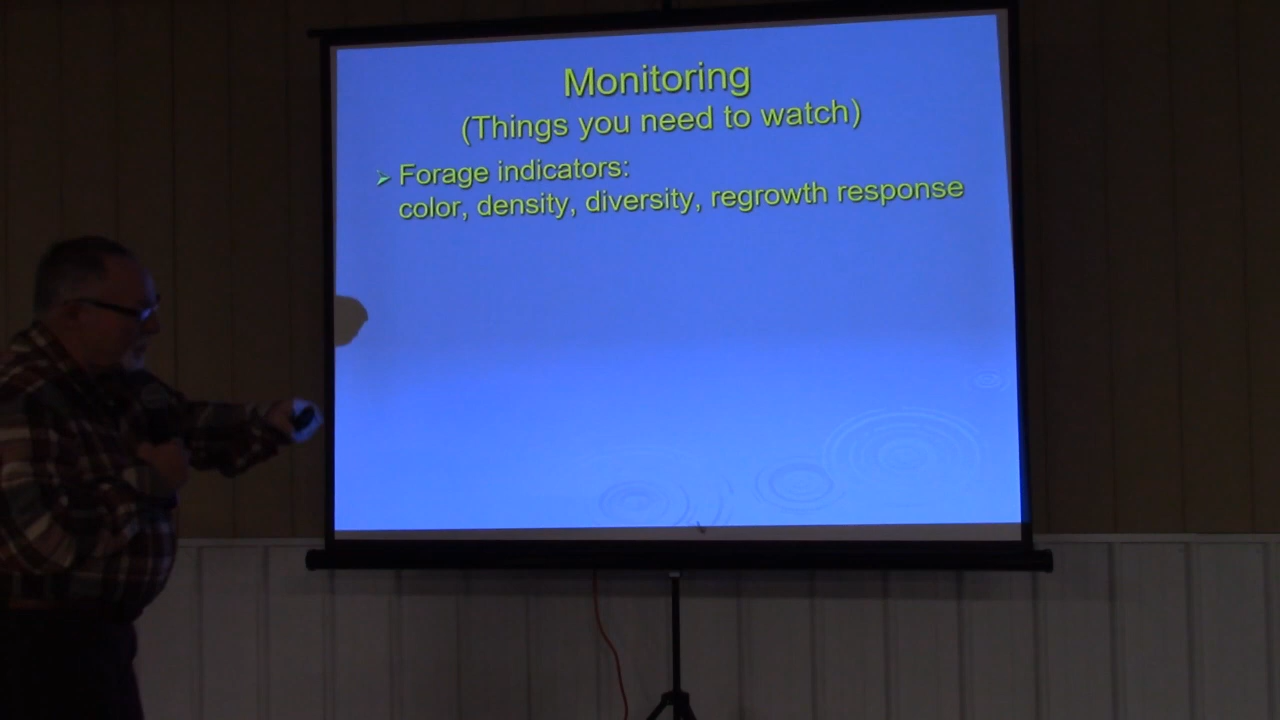 Monitoring
(Things you need to watch)
➢ Forage indicators:
color, density, diversity, regrowth response